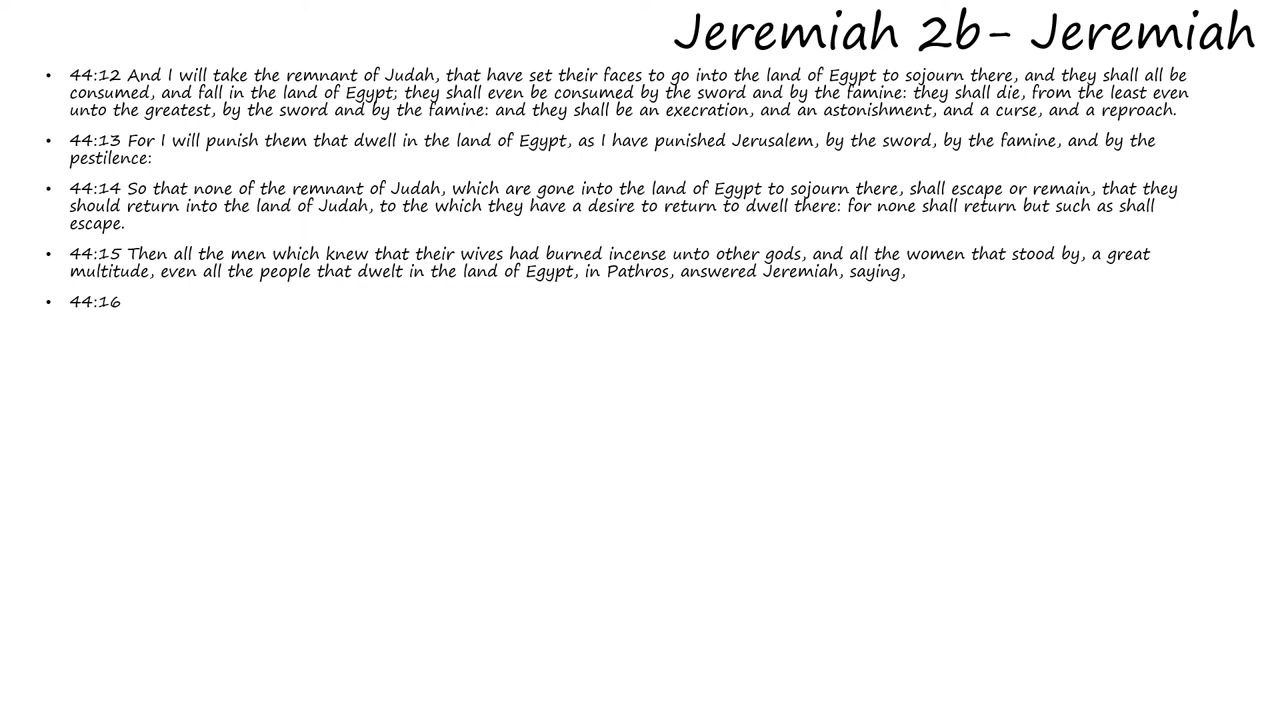 Jeremiah 2b- Jeremiah
• 44:12 And I will take the remnant of Judah, that have set their faces to go into the land of Egypt to sojourn there, and they shall all be
consumed, and fall in the land of Egypt; they shall even be consumed by the sword and by the famine: they shall die, from the least even
unto the greatest, by the sword and by the famine: and they shall be an execration, and an astonishment, and a curse, and a reproach.
• 44:13 For I will punish them that dwell in the land of Egypt, as I have punished Jerusalem, by the sword, by the famine, and by the
pestilence:
• 44:14 So that none of the remnant of Judah, which are gone into the land of Egypt to sojourn there, shall escape or remain, that they
should return into the land of Judah, to the which they have a desire to return to dwell there: for none shall return but such as shall
escape.
• 44:15 Then all the men which knew that their wives had burned incense unto other gods, and all the women that stood by, a great
multitude, even all the people that dwelt in the land of Egypt, in Pathros, answered Jeremiah, saying,
• 44:16